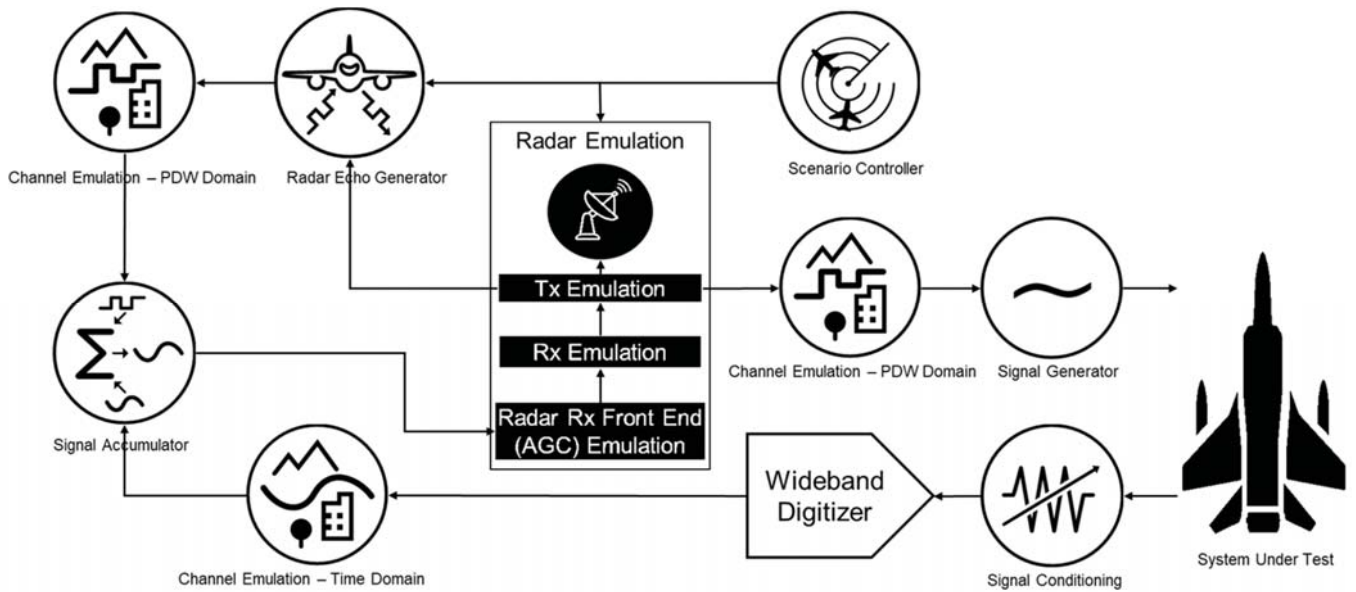 Radar Emulation
Scenario Controller
Channel Emulation – PDW Domain
Radar Echo Generator
Tx Emulation
Rx Emulation
Channel Emulation – PDW Domain
Signal Generator
Radar Rx Front End
(AGC) Emulation
Signal Accumulator
Wideband
Digitizer
System Under Test
Channel Emulation – Time Domain
Signal Conditioning